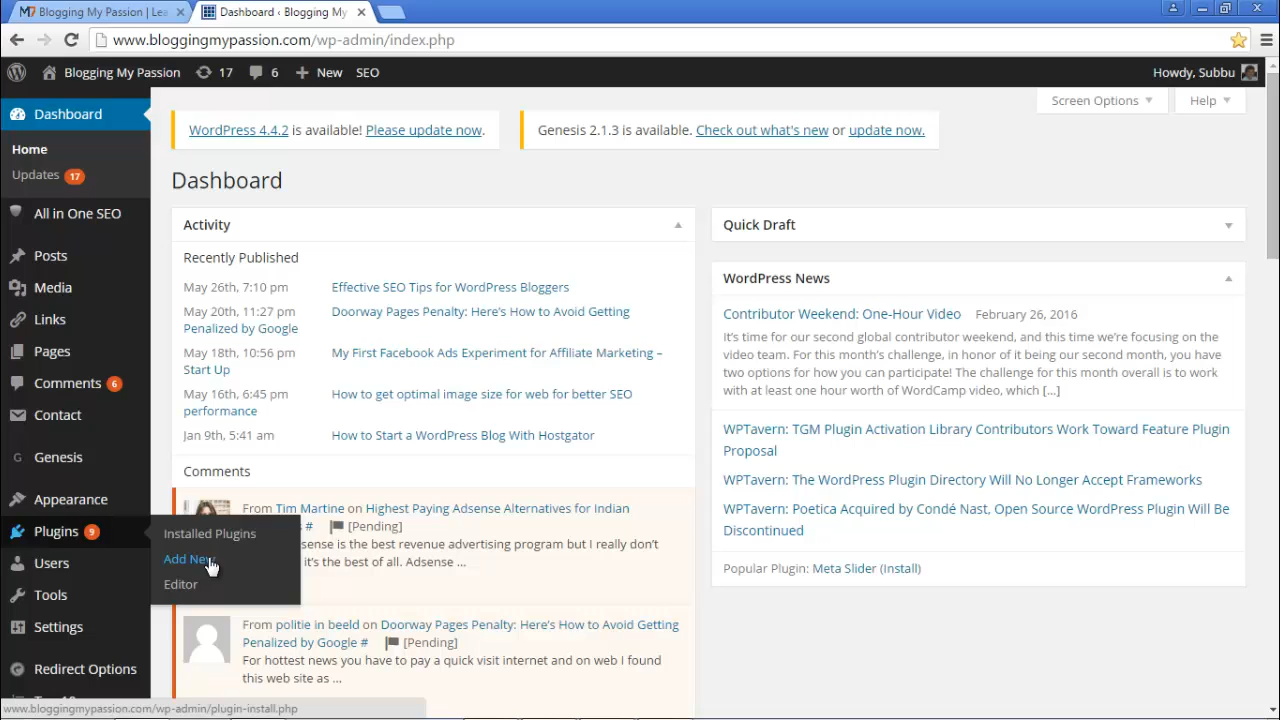 Blogging My Passion | Lea
Dashboard ‹ Blogging My
www.bloggingmypassion.com/wp-admin/index.php
Blogging My Passion 17 6 New SEO
Howdy, Subbu
Dashboard
Home
Updates 17
All in One SEO
Posts
Media
Links
Pages
Comments 6
Contact
Genesis
Appearance
Plugins 9
Users
Tools
Settings
Redirect Options
Installed Plugins
Add New
Editor
Screen Options
Help
WordPress 4.4.2 is available! Please update now.
Genesis 2.1.3 is available. Check out what's new or update now.
Dashboard
Activity
Recently Published
May 26th, 7:10 pm Effective SEO Tips for WordPress Bloggers
May 20th, 11:27 pm Doorway Pages Penalty: Here’s How to Avoid Getting
Penalized by Google
May 18th, 10:56 pm My First Facebook Ads Experiment for Affiliate Marketing –
Start Up
May 16th, 6:45 pm How to get optimal image size for web for better SEO
performance
Jan 9th, 5:41 am How to Start a WordPress Blog With Hostgator
Comments
From Tim Martine on Highest Paying Adsense Alternatives for Indian
# [Pending]
sense is the best revenue advertising program but I really don’t
it’s the best of all. Adsense ...
From politie in beeld on Doorway Pages Penalty: Here’s How to Avoid Getting
Penalized by Google # [Pending]
For hottest news you have to pay a quick visit internet and on web I found
this web site as ...
Quick Draft
WordPress News
Contributor Weekend: One-Hour Video February 26, 2016
It’s time for our second global contributor weekend, and this time we’re focusing on the
video team. For this month’s challenge, in honor of it being our second month, you have
two options for how you can participate! The challenge for this month overall is to work
with at least one hour worth of WordCamp video, which [...]
WPTavern: TGM Plugin Activation Library Contributors Work Toward Feature Plugin
Proposal
WPTavern: The WordPress Plugin Directory Will No Longer Accept Frameworks
WPTavern: Poetica Acquired by Condé Nast, Open Source WordPress Plugin Will Be
Discontinued
Popular Plugin: Meta Slider (Install)
www.bloggingmypassion.com/wp-admin/plugin-install.php